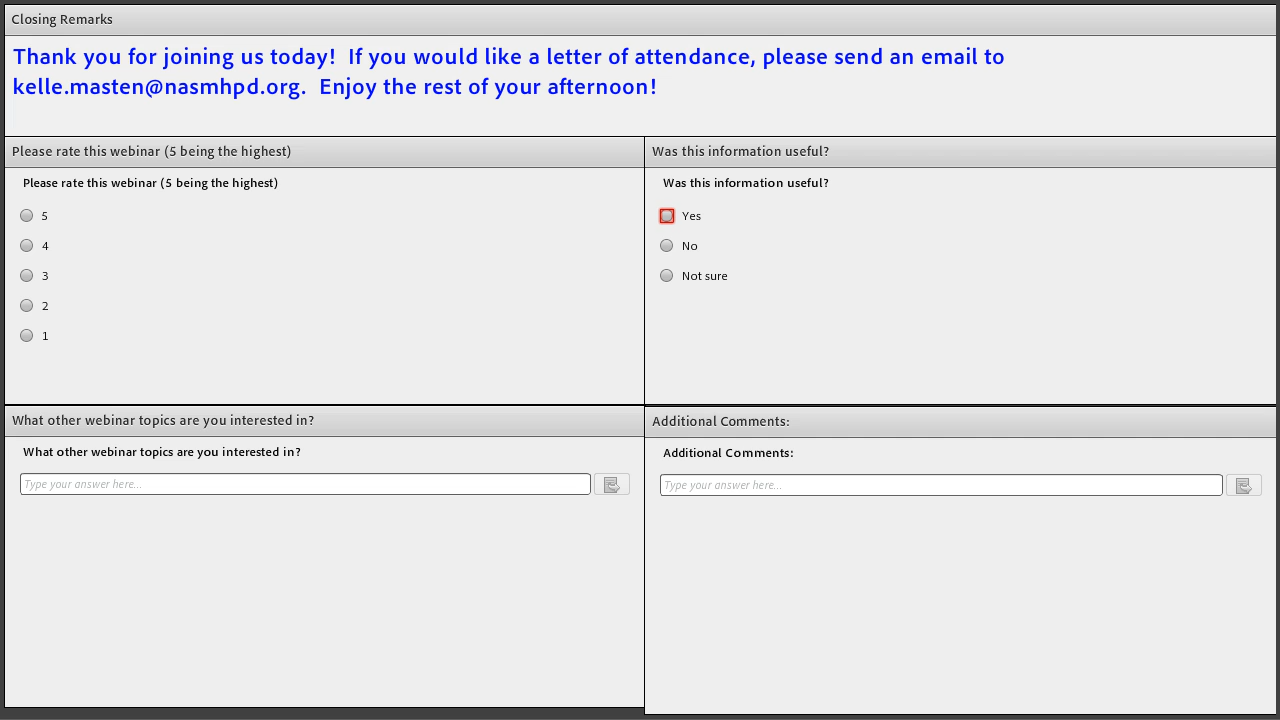 Closing Remarks
Thank you for joining us today!  If you would like a letter of attendance, please send an email to
kelle.masten@nasmhpd.org.  Enjoy the rest of your afternoon!
Please rate this webinar (5 being the highest)
Please rate this webinar (5 being the highest)
5
4
3
2
1
Was this information useful?
Was this information useful?
Yes
No
Not sure
What other webinar topics are you interested in?
What other webinar topics are you interested in?
Type your answer here...
Additional Comments:
Additional Comments:
Type your answer here...